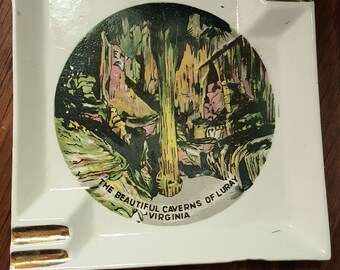 THE BEAUTIFUL CAVERNS OF LURAY
VIRGINIA